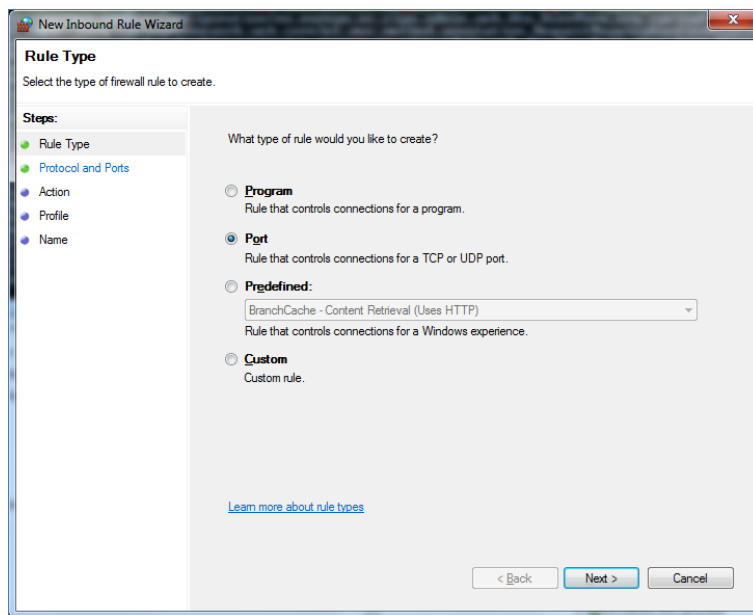 New Inbound Rule Wizard
Rule Type
Select the type of firewall rule to create.
Steps:
Rule Type
Protocol and Ports
Action
Profile
Name
What type of rule would you like to create?
Program
Rule that controls connections for a program.
Port
Rule that controls connections for a TCP or UDP port.
Predefined:
BranchCache - Content Retrieval (Uses HTTP)
Rule that controls connections for a Windows experience.
Custom
Custom rule.
Learn more about rule types
< Back Next > Cancel